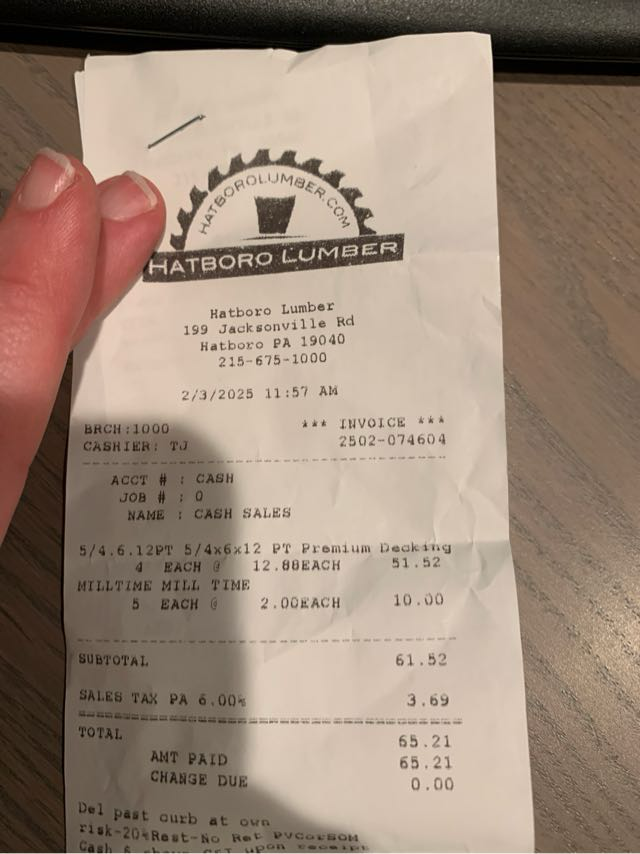 HATBOROLUMBER.COM
HATBORO LUMBER
Hatboro Lumber
199 Jacksonville Rd
Hatboro PA 19040
215-675-1000
2/3/2025 11:57 AM
BRCH:1000 *** INVOICE ***
CASHIER: TJ 2502-074604
ACCT # : CASH
JOB # : 0
NAME : CASH SALES
5/4.6.12PT 5/4x6x12 PT Premium Decking
4 EACH @ 12.88EACH 51.52
MILLTIME MILL TIME
5 EACH @ 2.00EACH 10.00
SUBTOTAL 61.52
SALES TAX PA 6.00% 3.69
TOTAL 65.21
AMT PAID 65.21
CHANGE DUE 0.00
Del past curb at own
risk-20%Rest-No Ret PVCorSOM
Cash upon receipt